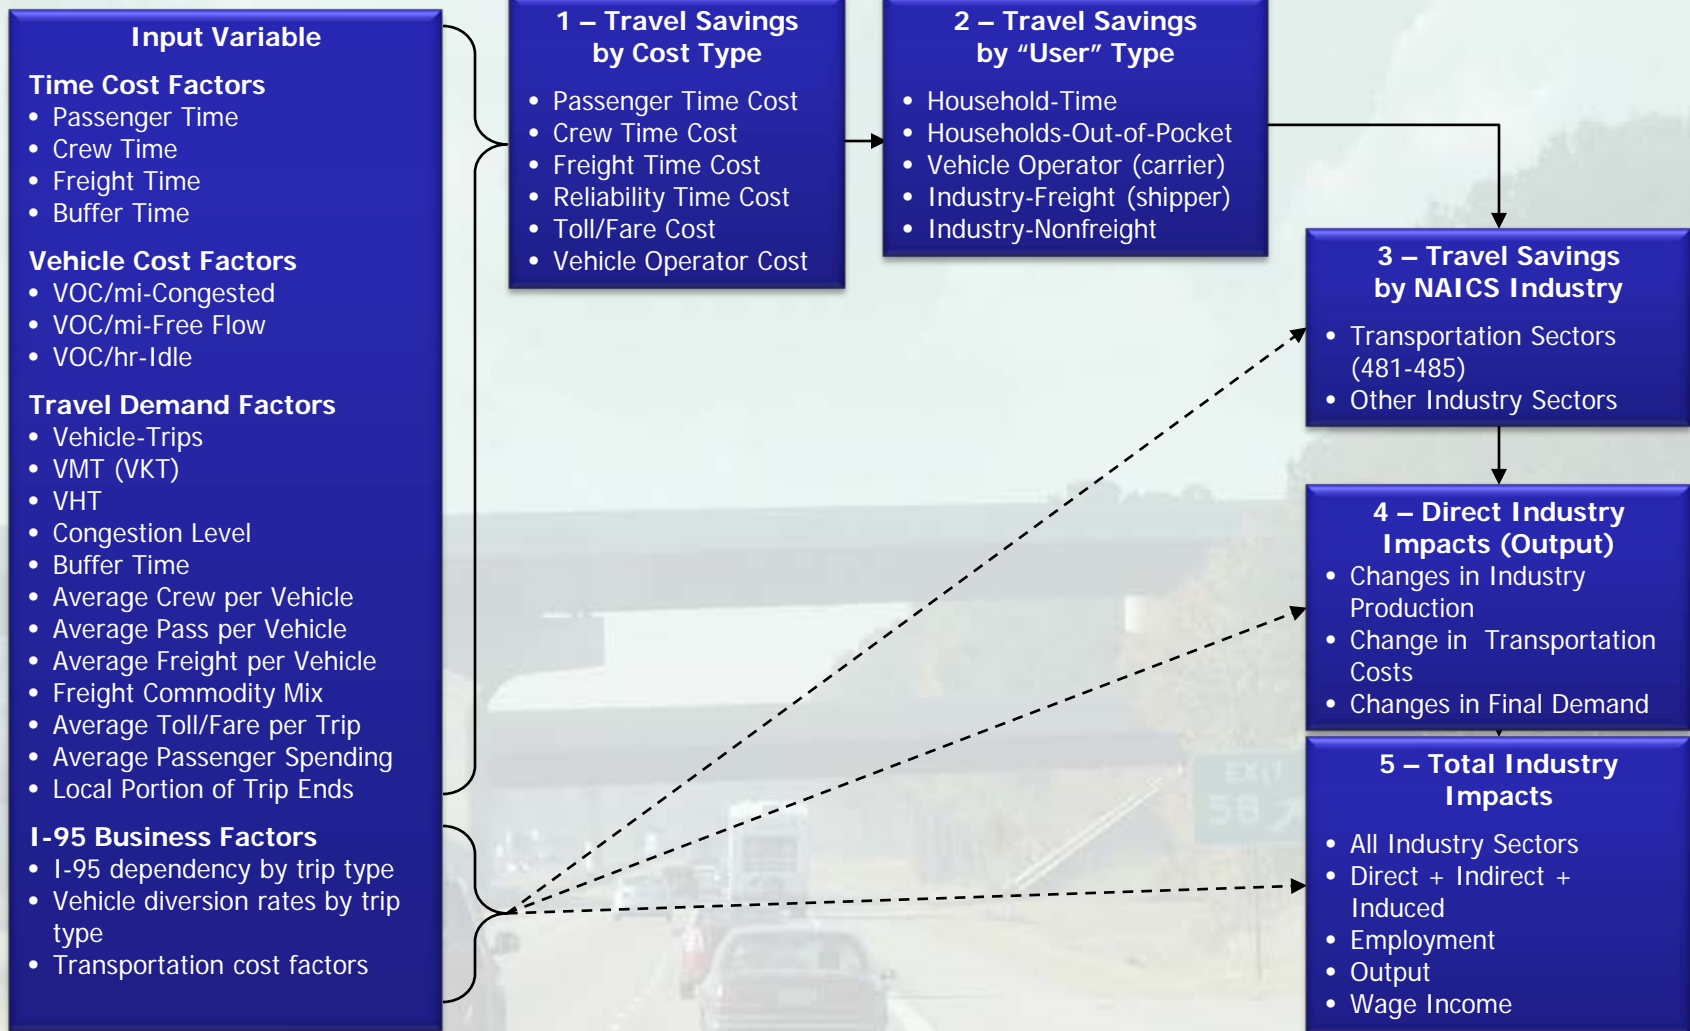 Input Variable
Time Cost Factors
• Passenger Time
• Crew Time
• Freight Time
• Buffer Time
Vehicle Cost Factors
• VOC/mi-Congested
• VOC/mi-Free Flow
• VOC/hr-Idle
Travel Demand Factors
• Vehicle-Trips
• VMT (VKT)
• VHT
• Congestion Level
• Buffer Time
• Average Crew per Vehicle
• Average Pass per Vehicle
• Average Freight per Vehicle
• Freight Commodity Mix
• Average Toll/Fare per Trip
• Average Passenger Spending
• Local Portion of Trip Ends
I-95 Business Factors
• I-95 dependency by trip type
• Vehicle diversion rates by trip
type
• Transportation cost factors
1 – Travel Savings
by Cost Type
• Passenger Time Cost
• Crew Time Cost
• Freight Time Cost
• Reliability Time Cost
• Toll/Fare Cost
• Vehicle Operator Cost
2 – Travel Savings
by “User” Type
• Household-Time
• Households-Out-of-Pocket
• Vehicle Operator (carrier)
• Industry-Freight (shipper)
• Industry-Nonfreight
3 – Travel Savings
by NAICS Industry
• Transportation Sectors
(481-485)
• Other Industry Sectors
4 – Direct Industry
Impacts (Output)
• Changes in Industry
Production
• Change in  Transportation
Costs
• Changes in Final Demand
5 – Total Industry
Impacts
• All Industry Sectors
• Direct + Indirect +
Induced
• Employment
• Output
• Wage Income
EXIT
58